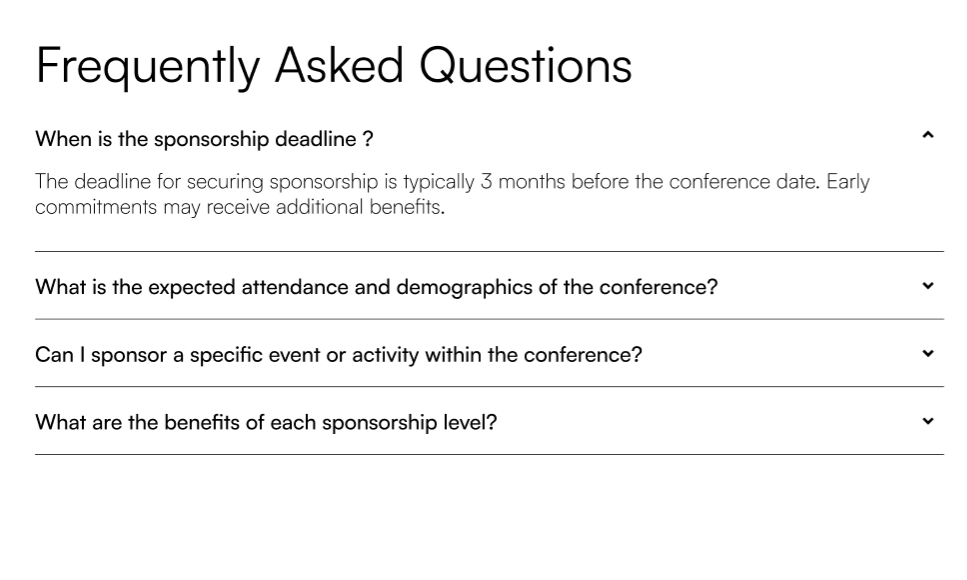 Frequently Asked Questions
When is the sponsorship deadline ?
The deadline for securing sponsorship is typically 3 months before the conference date. Early
commitments may receive additional benefits.
What is the expected attendance and demographics of the conference?
Can I sponsor a specific event or activity within the conference?
What are the benefits of each sponsorship level?